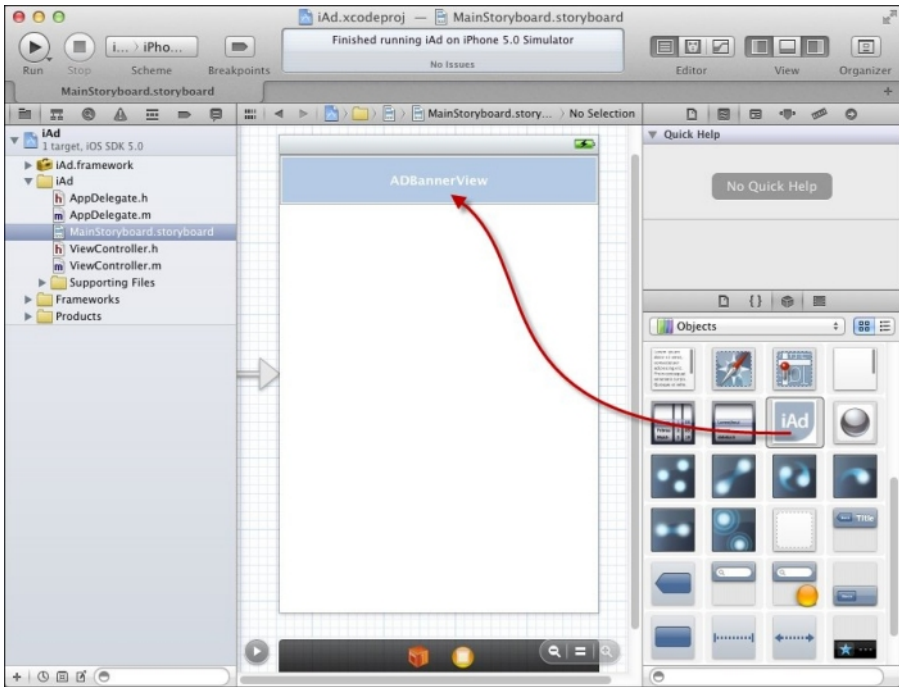 iAd.xcodeproj — MainStoryboard.storyboard
i... 〉 iPho...
Finished running iAd on iPhone 5.0 Simulator
No Issues
Run
Stop
Scheme
Breakpoints
Editor
View
Organizer
MainStoryboard.storyboard
MainStoryboard.story... 〉 No Selection
iAd
1 target, iOS SDK 5.0
iAd.framework
iAd
h AppDelegate.h
m AppDelegate.m
MainStoryboard.storyboard
h ViewController.h
m ViewController.m
Supporting Files
Frameworks
Products
ADBannerView
Quick Help
No Quick Help
Objects
iAd
Title